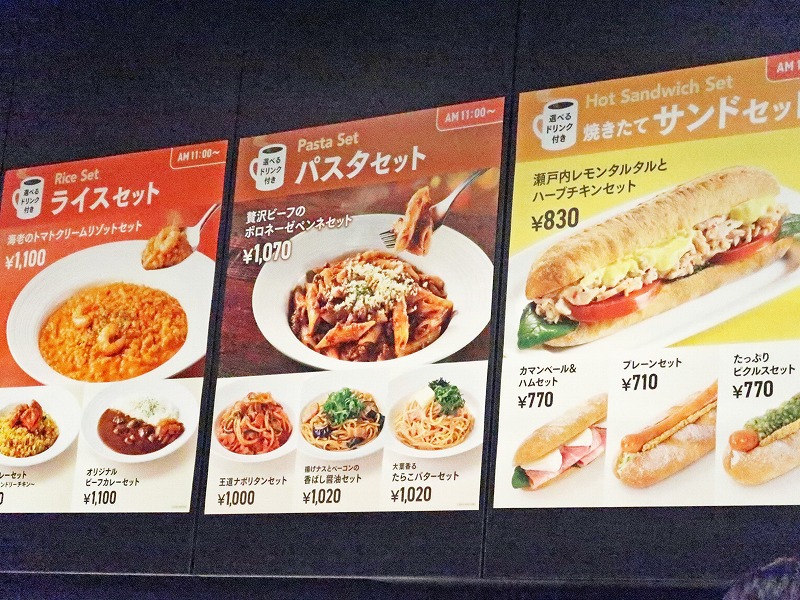 AM 11:00～
選べる
ドリンク
付き
Rice Set
ライスセット
海老のトマトクリームリゾットセット
¥1,100
オリジナル
ビーフカレーセット
¥1,100
AM 11:00～
選べる
ドリンク
付き
Pasta Set
パスタセット
贅沢ビーフの
ボロネーゼペンネセット
¥1,070
王道ナポリタンセット
¥1,000
揚げナスとベーコンの
香ばし醤油セット
¥1,020
大葉香る
たらこバターセット
¥1,020
選べる
ドリンク
付き
Hot Sandwich Set
焼きたてサンドセット
瀬戸内レモンタルタルと
ハーブチキンセット
¥830
カマンベール&
ハムセット
¥770
プレーンセット
¥710
たっぷり
ピクルスセット
¥770